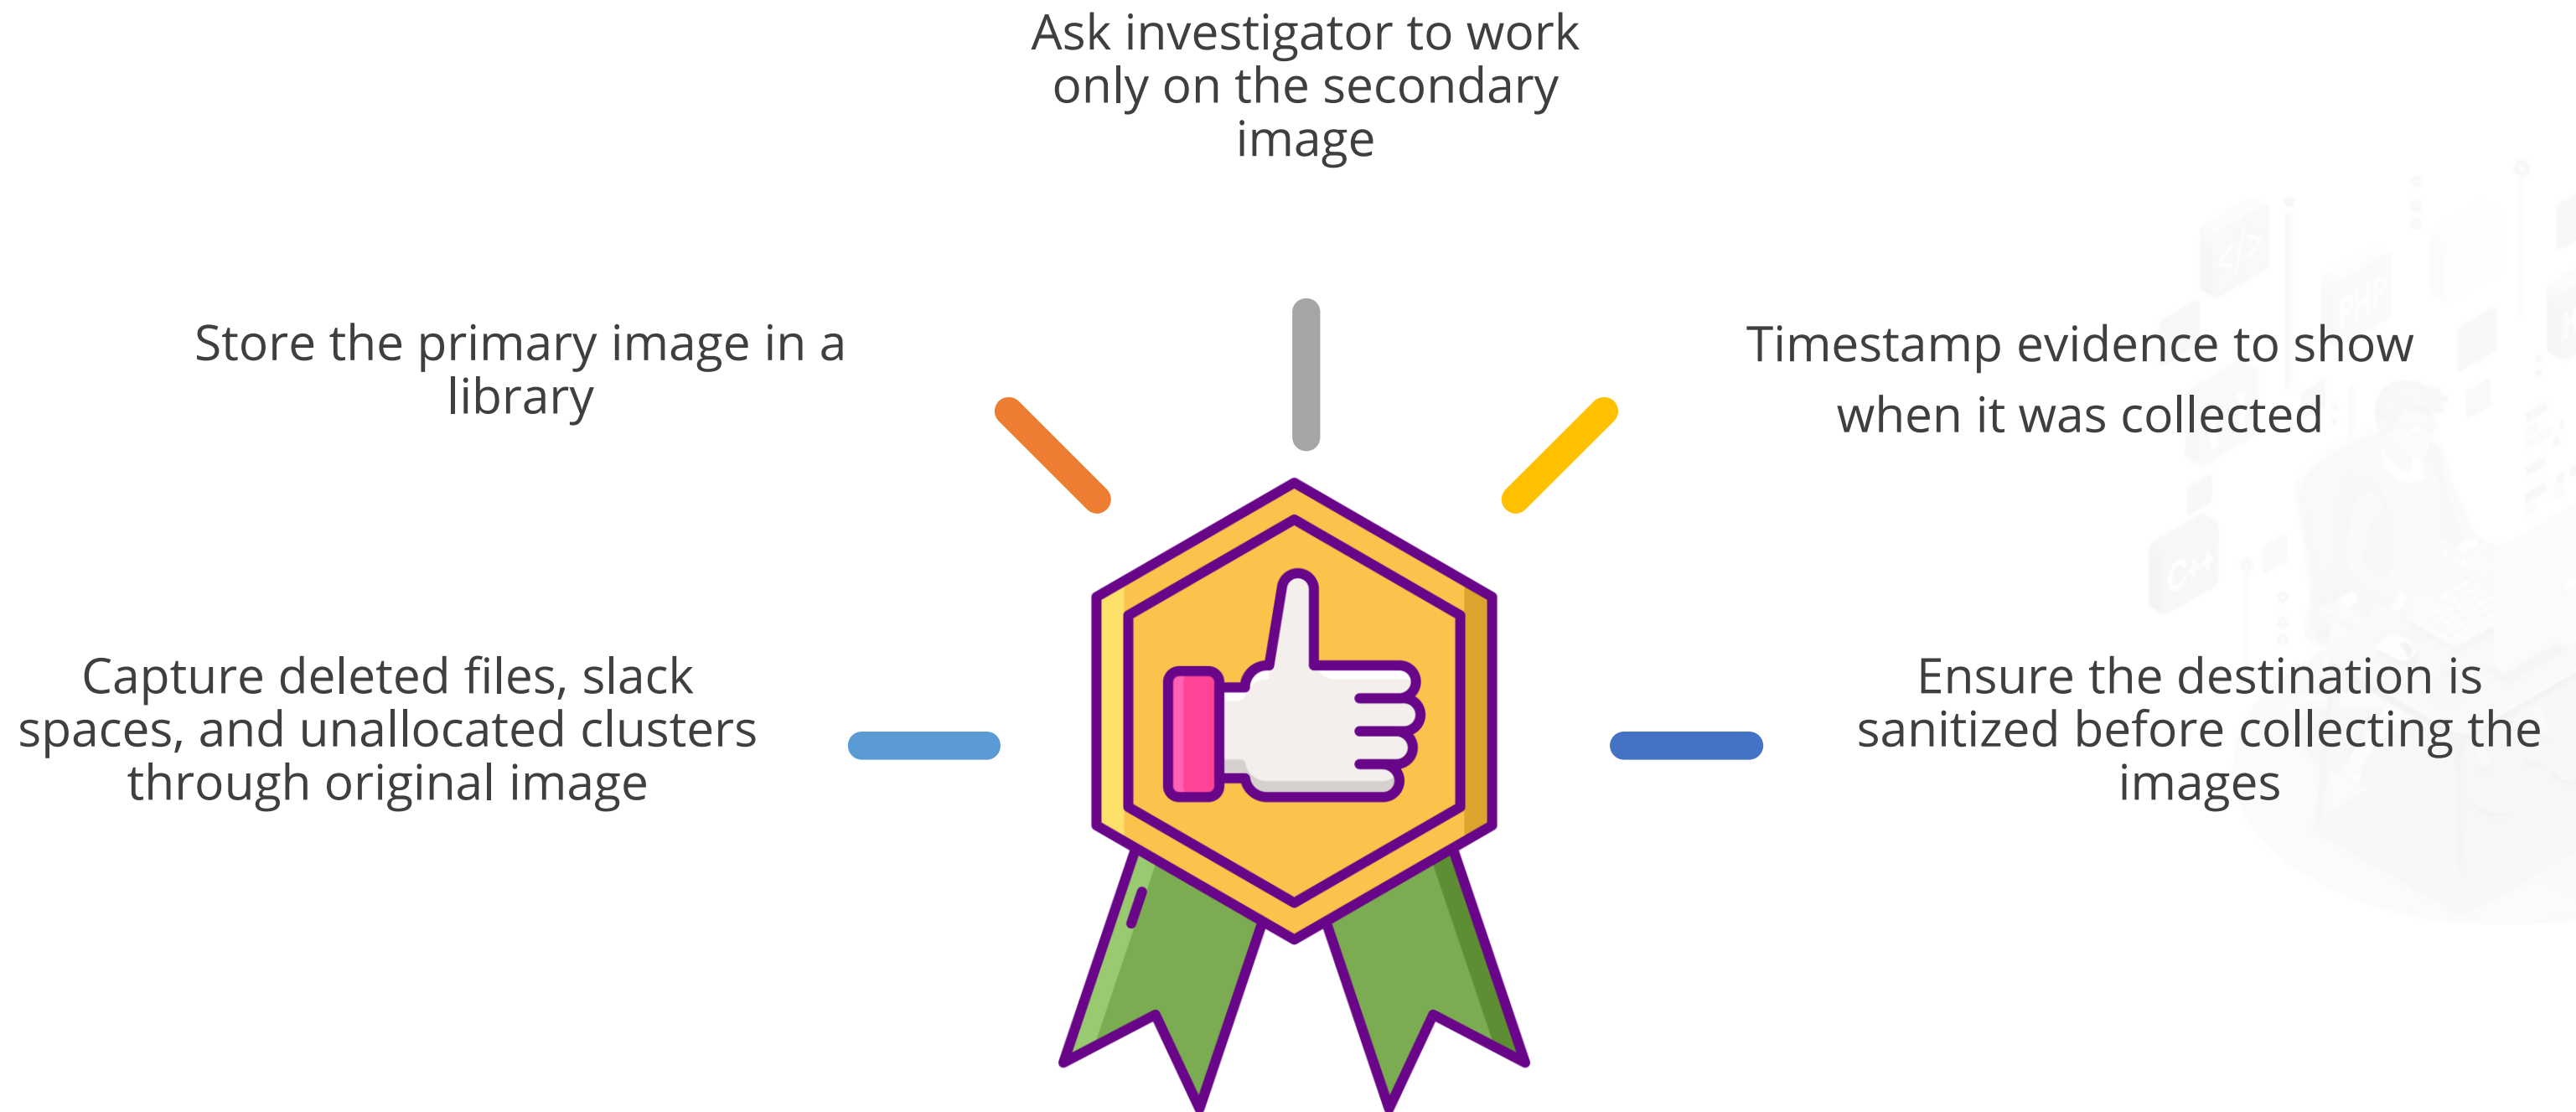 Ask investigator to work
only on the secondary
image
Store the primary image in a
library
Timestamp evidence to show
when it was collected
Capture deleted files, slack
spaces, and unallocated clusters
through original image
Ensure the destination is
sanitized before collecting the
images
</ >
PHP
C++